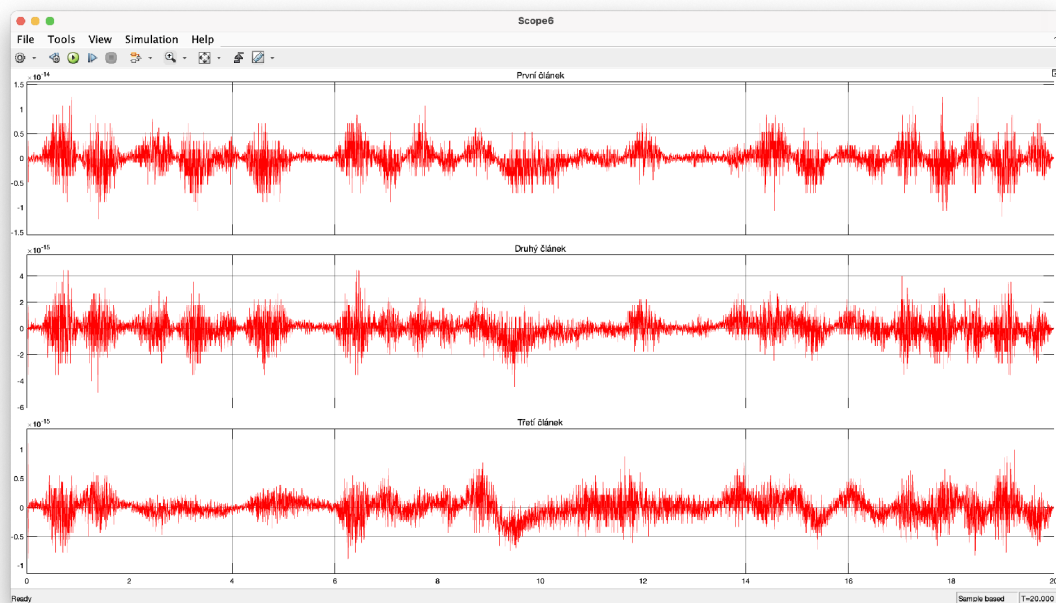 Scope6
File Tools View Simulation Help
×10⁻¹⁴
První článek
1.5
1
0.5
0
-0.5
-1
-1.5
×10⁻¹⁵
Druhý článek
4
2
0
-2
-4
-6
×10⁻¹⁵
Třetí článek
1
0.5
0
-0.5
-1
0 2 4 6 8 10 12 14 16 18 20
Ready
Sample based T=20.000